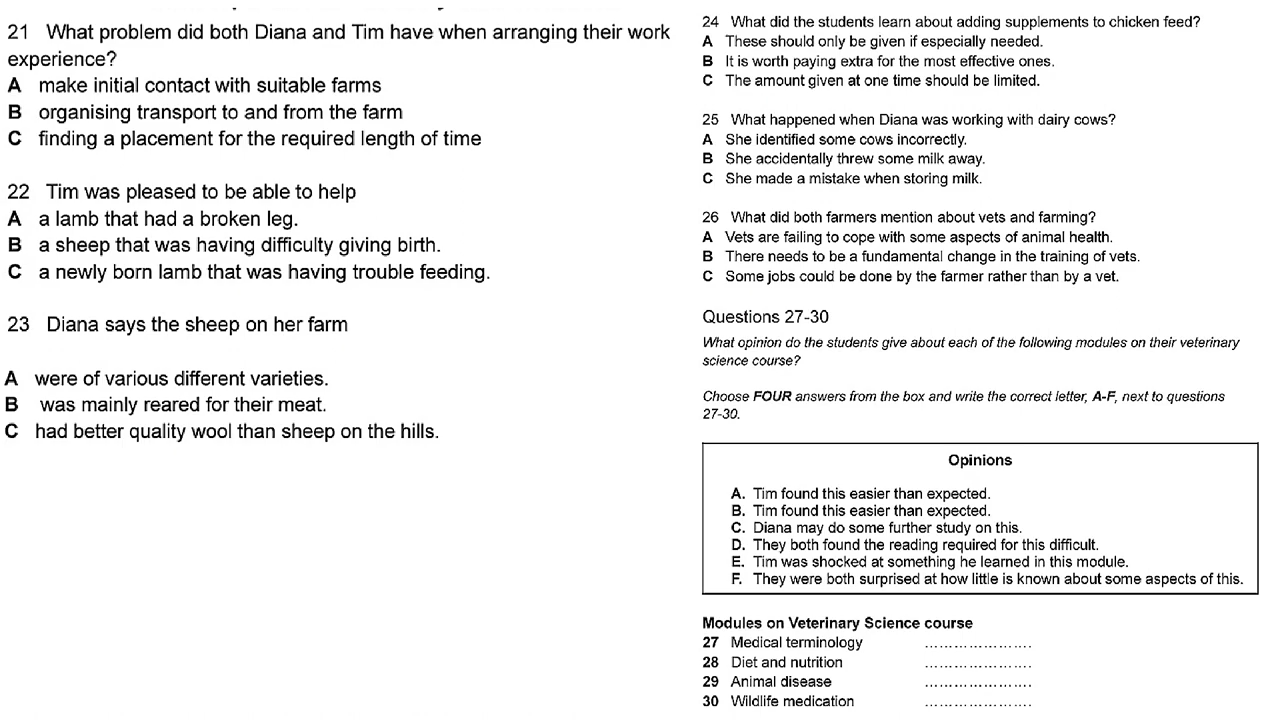 21 What problem did both Diana and Tim have when arranging their work
experience?
A make initial contact with suitable farms
B organising transport to and from the farm
C finding a placement for the required length of time
22 Tim was pleased to be able to help
A a lamb that had a broken leg.
B a sheep that was having difficulty giving birth.
C a newly born lamb that was having trouble feeding.
23 Diana says the sheep on her farm
A were of various different varieties.
B was mainly reared for their meat.
C had better quality wool than sheep on the hills.
24 What did the students learn about adding supplements to chicken feed?
A These should only be given if especially needed.
B It is worth paying extra for the most effective ones.
C The amount given at one time should be limited.
25 What happened when Diana was working with dairy cows?
A She identified some cows incorrectly.
B She accidentally threw some milk away.
C She made a mistake when storing milk.
26 What did both farmers mention about vets and farming?
A Vets are failing to cope with some aspects of animal health.
B There needs to be a fundamental change in the training of vets.
C Some jobs could be done by the farmer rather than by a vet.
Questions 27-30
What opinion do the students give about each of the following modules on their veterinary
science course?
Choose FOUR answers from the box and write the correct letter, A-F, next to questions
27-30.
Opinions
A. Tim found this easier than expected.
B. Tim found this easier than expected.
C. Diana may do some further study on this.
D. They both found the reading required for this difficult.
E. Tim was shocked at something he learned in this module.
F. They were both surprised at how little is known about some aspects of this.
Modules on Veterinary Science course
27 Medical terminology ......................
28 Diet and nutrition ......................
29 Animal disease ......................
30 Wildlife medication ......................